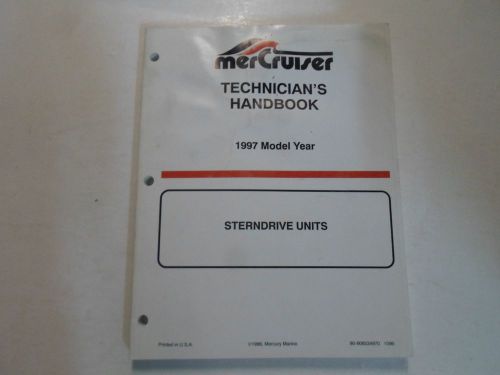 merCruiser
TECHNICIAN'S
HANDBOOK
1997 Model Year
STERNDRIVE UNITS
Printed in U.S.A.
©1996, Mercury Marine